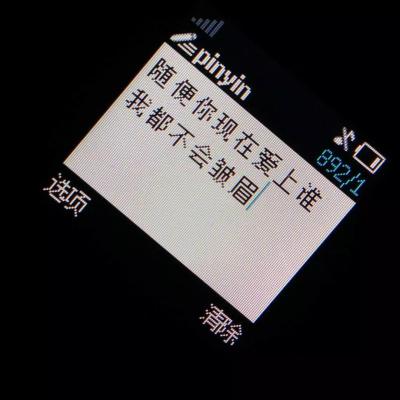 pinyin
892/1
随便你现在爱上谁
我都不会皱眉
选项
清除